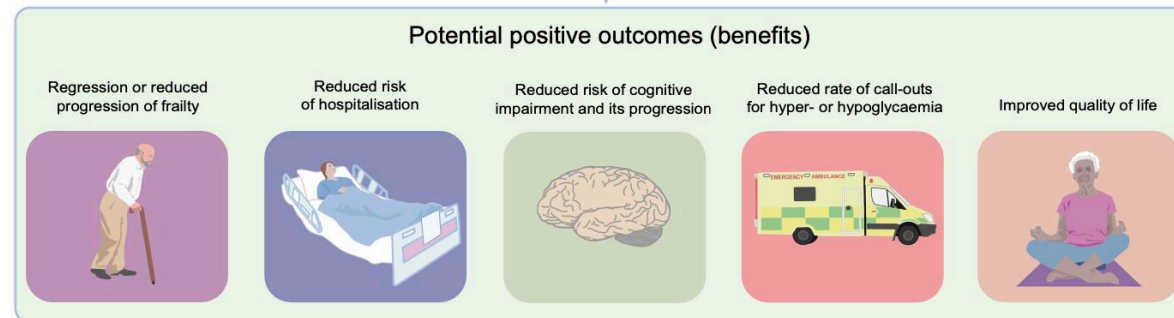 Potential positive outcomes (benefits)
Regression or reduced
progression of frailty
Reduced risk
of hospitalisation
Reduced risk of cognitive
impairment and its progression
Reduced rate of call-outs
for hyper- or hypoglycaemia
Improved quality of life
EMERGENCY AMBULANCE